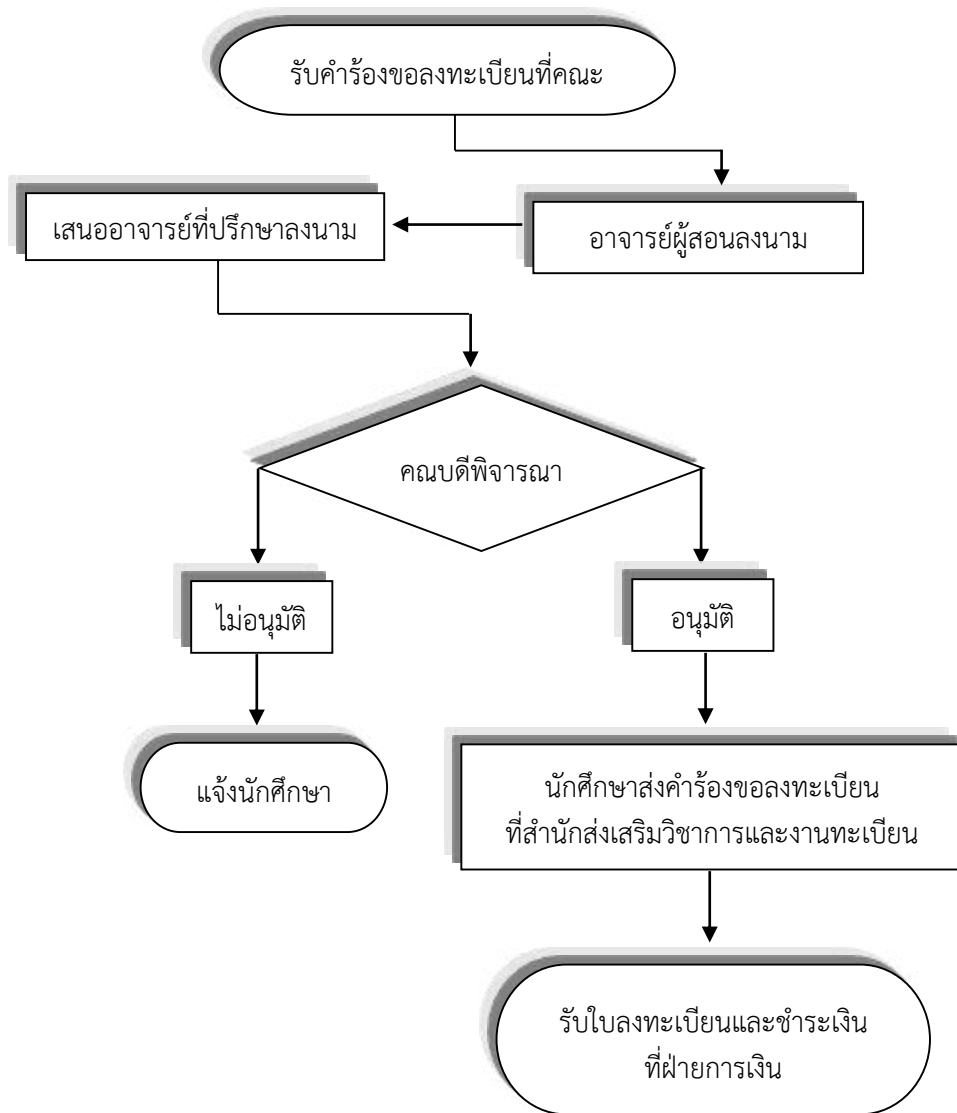 รับคำร้องขอลงทะเบียนที่คณะ
อาจารย์ผู้สอนลงนาม
เสนออาจารย์ที่ปรึกษาลงนาม
คณบดีพิจารณา
ไม่อนุมัติ
อนุมัติ
แจ้งนักศึกษา
นักศึกษาส่งคำร้องขอลงทะเบียน
ที่สำนักส่งเสริมวิชาการและงานทะเบียน
รับใบลงทะเบียนและชำระเงิน
ที่ฝ่ายการเงิน